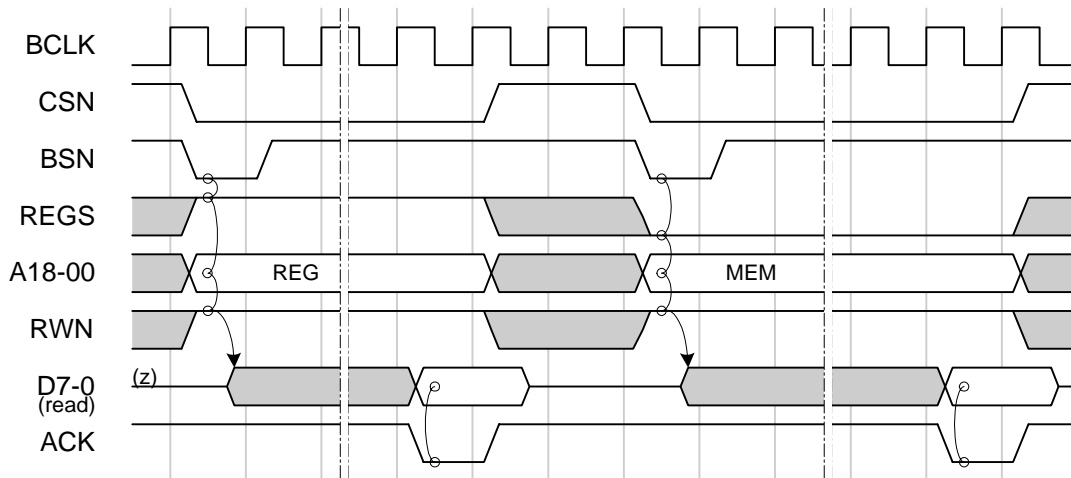 BCLK
CSN
BSN
REGS
A18-00 REG MEM
RWN
D7-0 (z)
(read)
ACK